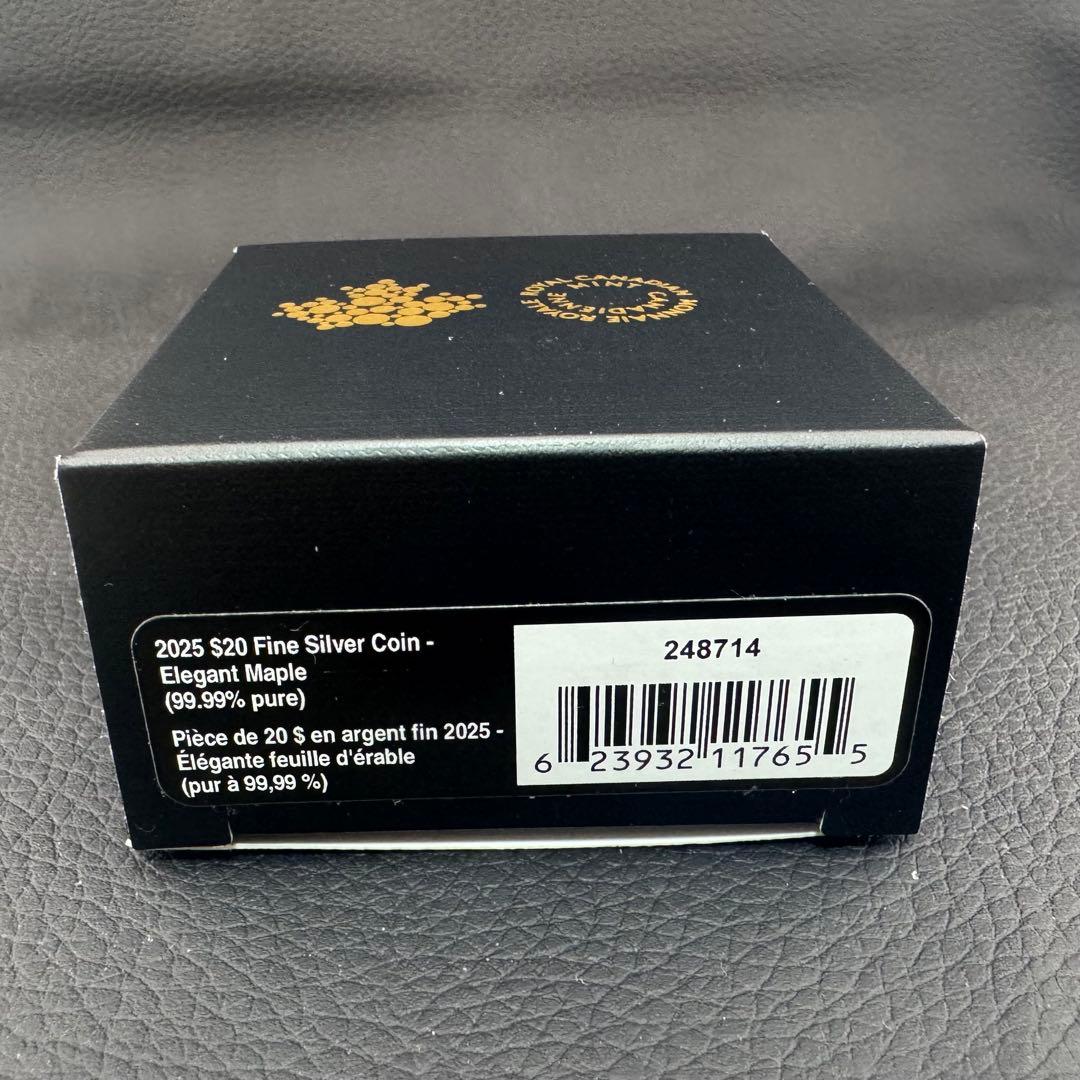 ROYAL CANADIAN MINT
MONNAIE ROYALE CANADIENNE
2025 $20 Fine Silver Coin -
Elegant Maple
(99.99% pure)
Pièce de 20 $ en argent fin 2025 -
Élégante feuille d'érable
(pur à 99,99 %)
248714
6 23932 11765 5